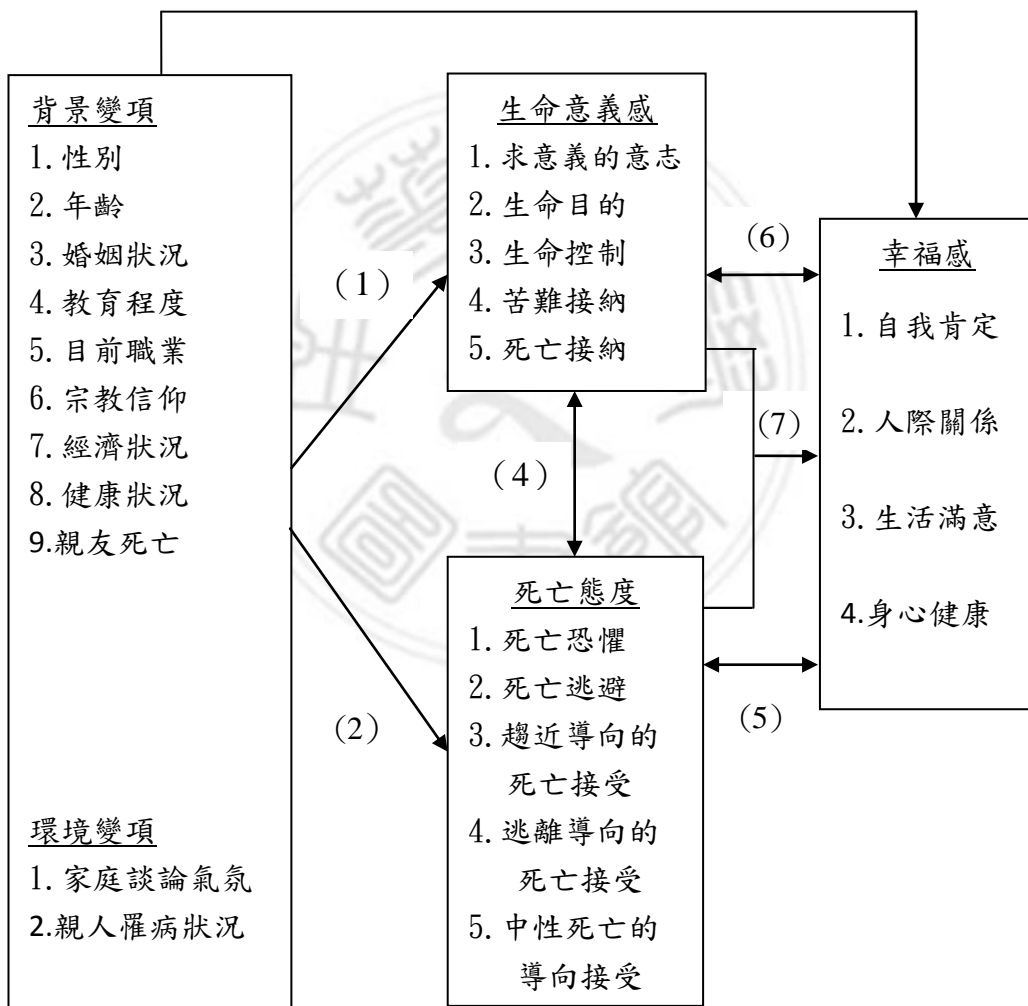 背景變項
1. 性別
2. 年齡
3. 婚姻狀況
4. 教育程度
5. 目前職業
6. 宗教信仰
7. 經濟狀況
8. 健康狀況
9.親友死亡
環境變項
1. 家庭談論氣氛
2.親人罹病狀況
（1）
（2）
生命意義感
1. 求意義的意志
2. 生命目的
3. 生命控制
4. 苦難接納
5. 死亡接納
（4）
死亡態度
1. 死亡恐懼
2. 死亡逃避
3. 趨近導向的
死亡接受
4. 逃離導向的
死亡接受
5. 中性死亡的
導向接受
（6）
（7）
（5）
幸福感
1. 自我肯定
2. 人際關係
3. 生活滿意
4.身心健康